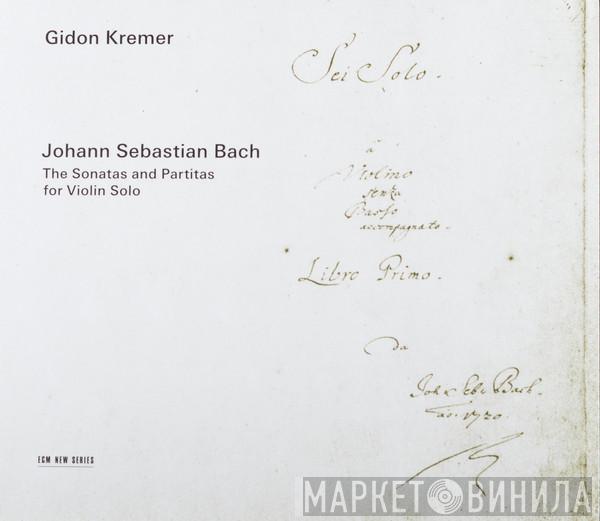 Gidon Kremer
Johann Sebastian Bach
The Sonatas and Partitas
for Violin Solo
ECM NEW SERIES
Sei Solo.
â
Violino
senza
Basso
accompagnato.
Libro Primo.
da
Joh. Seb. Bach.
ao. 1720.
МАРКЕТ ВИНИЛА